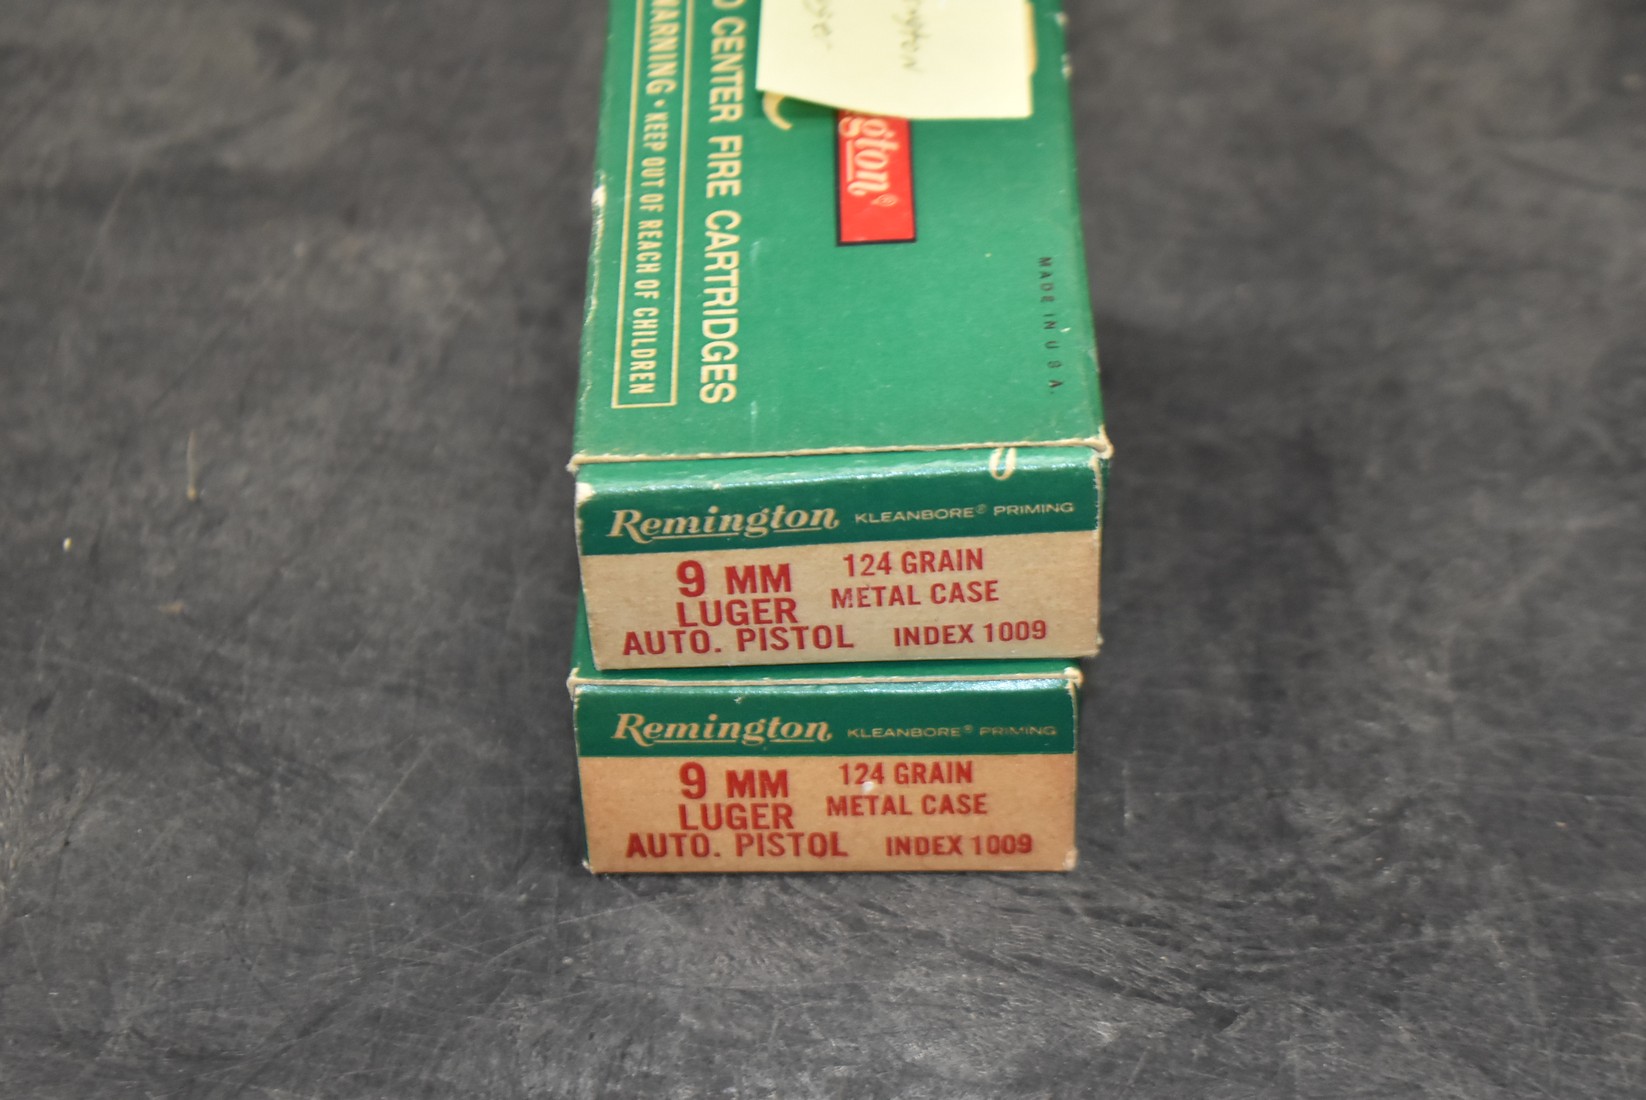 WARNING • KEEP OUT OF REACH OF CHILDREN
CENTER FIRE CARTRIDGES
MADE IN U.S.A.
Remington KLEANBORE® PRIMING
9 MM
LUGER
AUTO. PISTOL
124 GRAIN
METAL CASE
INDEX 1009
Remington KLEANBORE® PRIMING
9 MM
LUGER
AUTO. PISTOL
124 GRAIN
METAL CASE
INDEX 1009